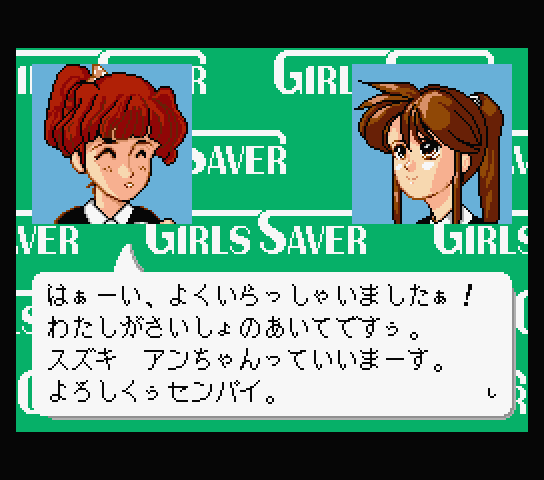 GIRLS SAVER
SAVER
GIRLS SAVER
はぁーい、よくいらっしゃいましたぁ！
わたしがさいしょのあいてですぅ。
スズキ　アンちゃんっていいまーす。
よろしくぅセンパイ。